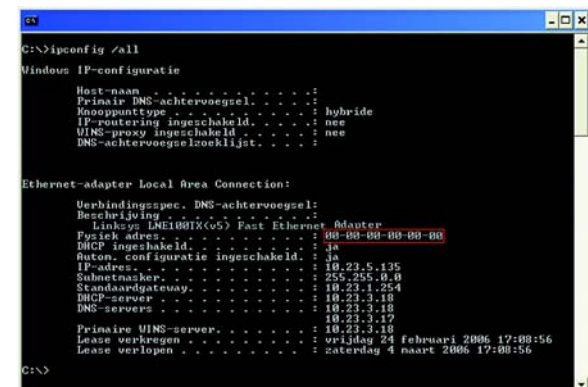 C:\>ipconfig /all
Windows IP-configuratie
Host-naam . . . . . . . . . . . . :
Primair DNS-achtervoegsel. . . . . :
Knooppunttype . . . . . . . . . . : hybride
IP-routering ingeschakeld. . . . . : nee
WINS-proxy ingeschakeld . . . . . : nee
DNS-achtervoegselzoeklijst. . . . :
Ethernet-adapter Local Area Connection:
Verbindingsspec. DNS-achtervoegsel:
Beschrijving . . . . . . . . . . :
Linksys LNE100TX(v5) Fast Ethernet Adapter
Fysiek adres. . . . . . . . . . . : 00-00-00-00-00-00
DHCP ingeshakeld. . . . . . . . . : ja
Autom. configuratie ingeschakeld. : ja
IP-adres. . . . . . . . . . . . . : 10.23.5.135
Subnetmasker. . . . . . . . . . . : 255.255.0.0
Standaardgateway. . . . . . . . . : 10.23.1.254
DHCP-server . . . . . . . . . . . : 10.23.3.18
DNS-servers . . . . . . . . . . . : 10.23.3.18
10.23.3.17
Primaire WINS-server. . . . . . . : 10.23.3.18
Lease verkregen . . . . . . . . . : vrijdag 24 februari 2006 17:08:56
Lease verlopen . . . . . . . . . : zaterdag 4 maart 2006 17:08:56
C:\>